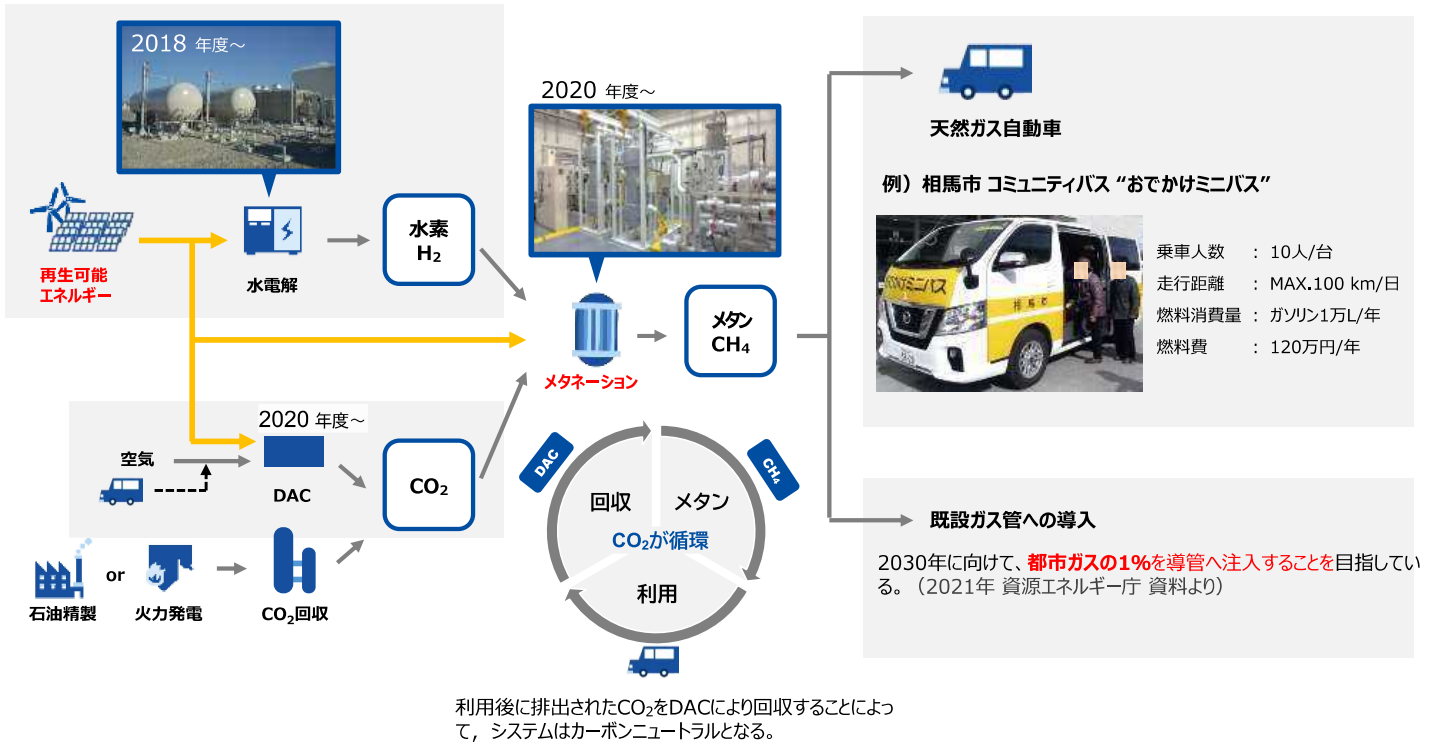 2018 年度～
再生可能
エネルギー
水電解
水素
H₂
2020 年度～
メタネーション
メタン
CH₄
2020 年度～
空気
DAC
CO₂
石油精製
or
火力発電
CO₂回収
DAC
CH₄
回収
メタン
CO₂が循環
利用
利用後に排出されたCO₂をDACにより回収することによっ
て，システムはカーボンニュートラルとなる。
天然ガス自動車
例）相馬市 コミュニティバス “おでかけミニバス”
おでかけミニバス
相馬市
乗車人数 ： 10人/台
走行距離 ： MAX.100 km/日
燃料消費量 ： ガソリン1万L/年
燃料費 ： 120万円/年
既設ガス管への導入
2030年に向けて、都市ガスの1%を導管へ注入することを目指してい
る。（2021年 資源エネルギー庁 資料より）